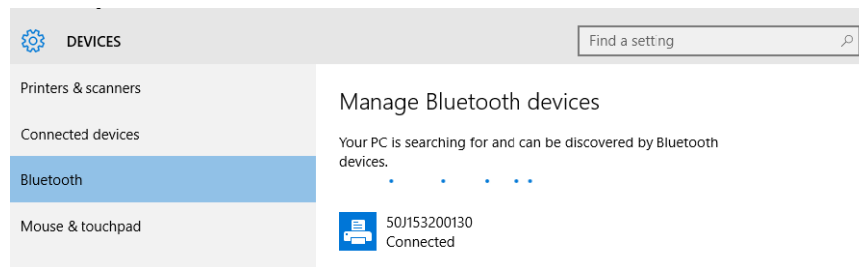 DEVICES
Find a setting
Printers & scanners
Connected devices
Bluetooth
Mouse & touchpad
Manage Bluetooth devices
Your PC is searching for and can be discovered by Bluetooth
devices.
50J153200130
Connected